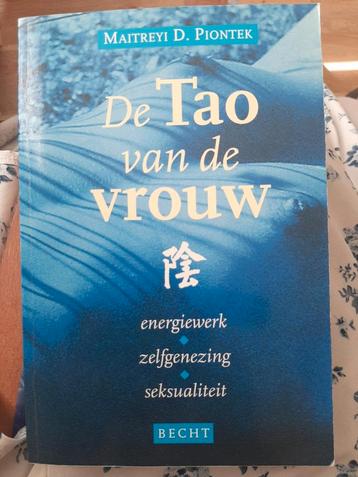 MAITREYI D. PIONTEK
De Tao
van de
vrouw
陰
energiewerk
zelfgenezing
seksualiteit
BECHT